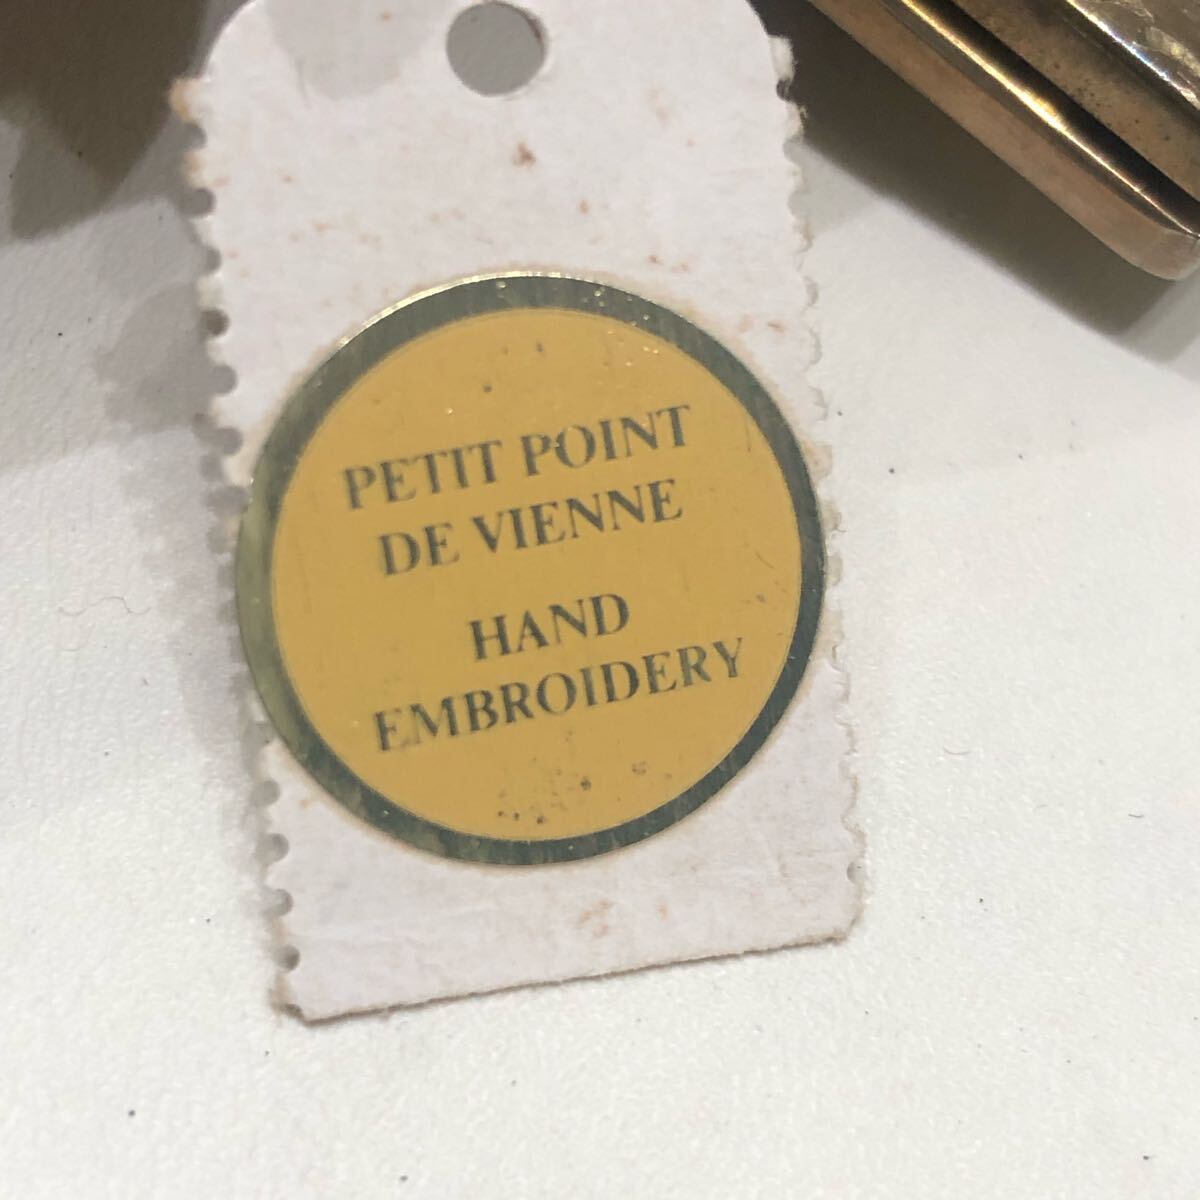 PETIT POINT
DE VIENNE
HAND
EMBROIDERY